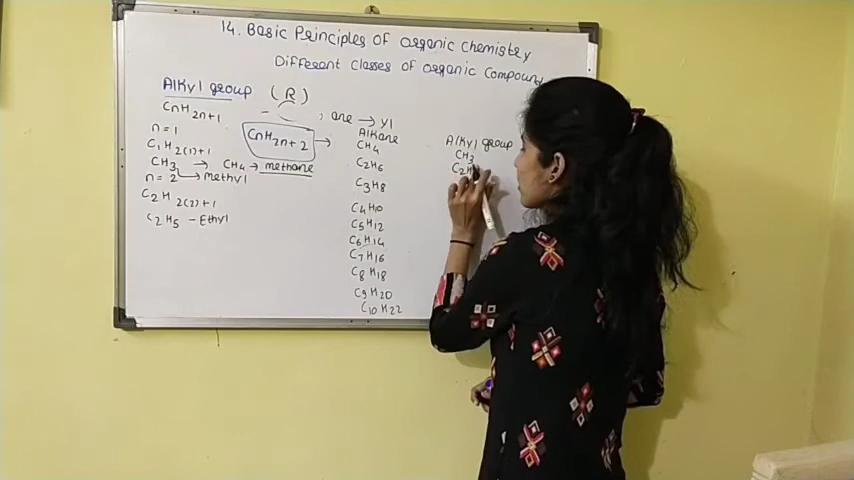 14. Basic Principles of organic Chemistry
Different Classes of organic Compound
Alkyl group (R)
CnH2n+1
n=1
C1H2(1)+1
CH3 → CH4 → methane
methyl
n=2
C2H2(2)+1
C2H5 - Ethyl
CnH2n+2 →
ane → yl
Alkane
CH4
C2H6
C3H8
C4H10
C5H12
C6H14
C7H16
C8H18
C9H20
C10H22
Alkyl group
CH3
C2H